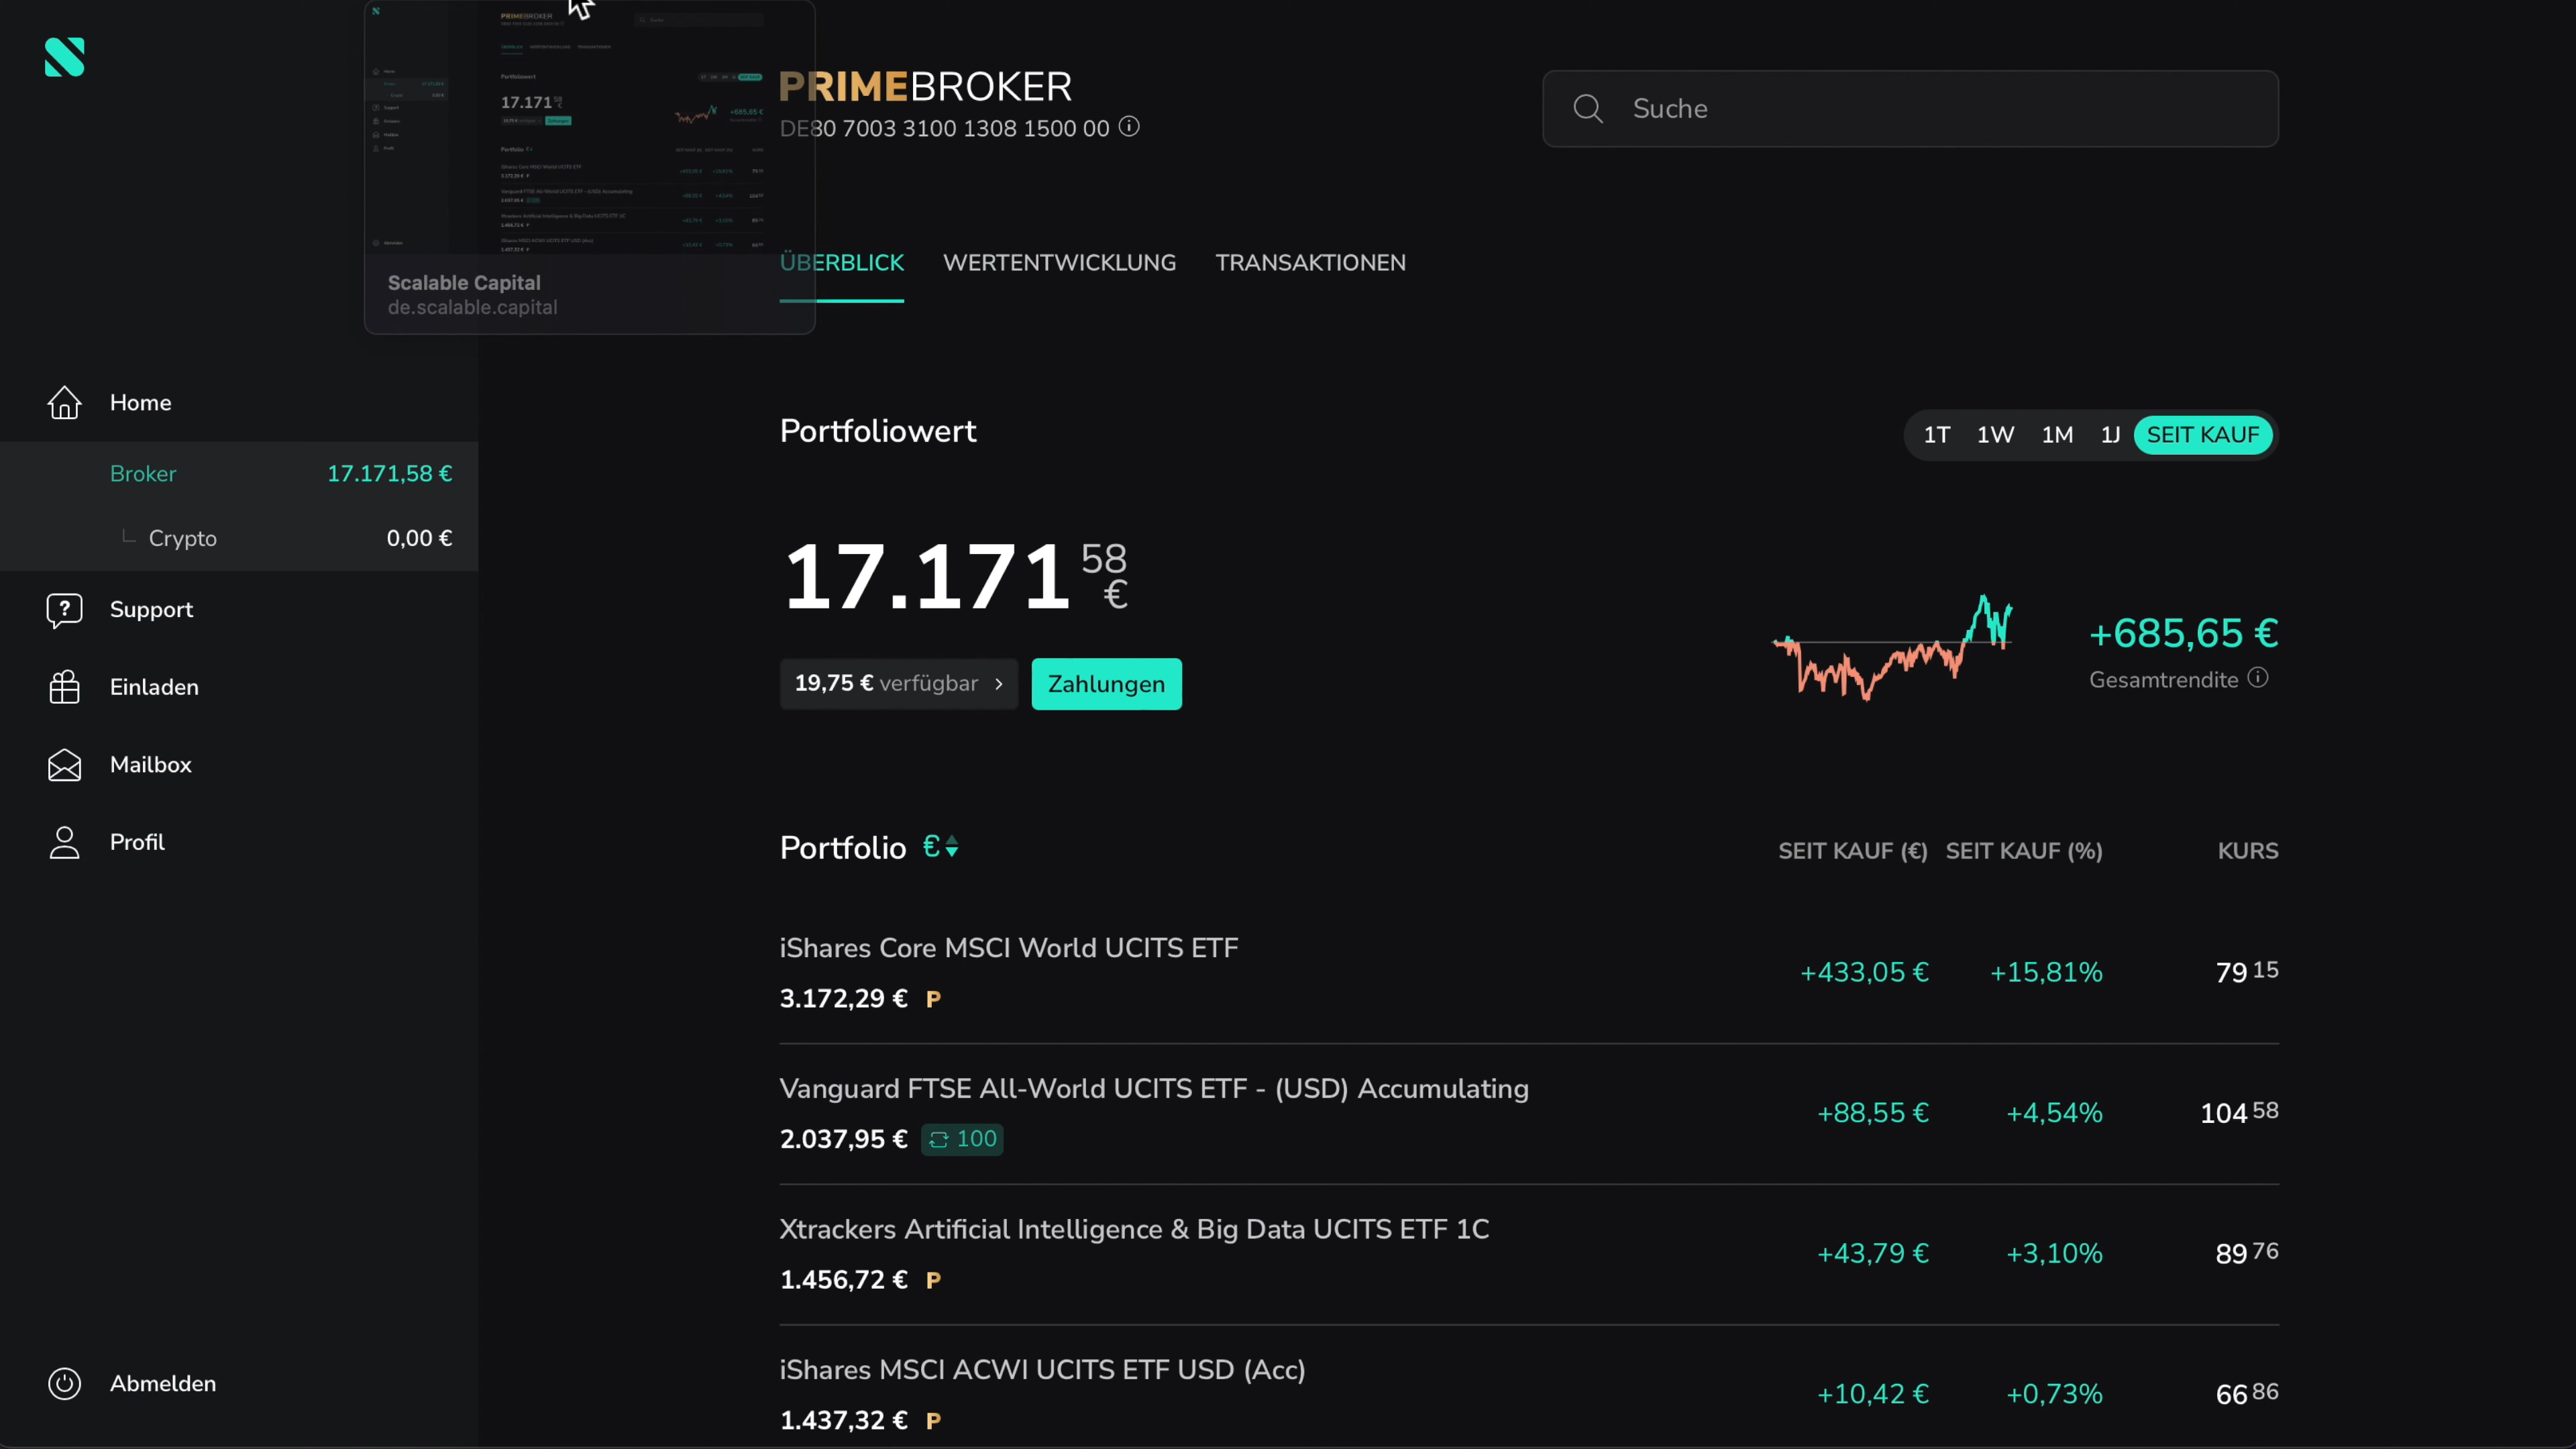 PRIMEBROKER
DE80 7003 3100 1308 1500 00
Suche
Scalable Capital
de.scalable.capital
ÜBERBLICK WERTENTWICKLUNG TRANSAKTIONEN
Home
Broker 17.171,58 €
Crypto 0,00 €
Support
Einladen
Mailbox
Profil
Abmelden
Portfoliowert
1T 1W 1M 1J SEIT KAUF
17.171 58 €
19,75 € verfügbar
Zahlungen
+685,65 €
Gesamtrendite
Portfolio €
SEIT KAUF (€) SEIT KAUF (%) KURS
iShares Core MSCI World UCITS ETF
3.172,29 € P
+433,05 € +15,81% 79 15
Vanguard FTSE All-World UCITS ETF - (USD) Accumulating
2.037,95 € 100
+88,55 € +4,54% 104 58
Xtrackers Artificial Intelligence & Big Data UCITS ETF 1C
1.456,72 € P
+43,79 € +3,10% 89 76
iShares MSCI ACWI UCITS ETF USD (Acc)
1.437,32 € P
+10,42 € +0,73% 66 86